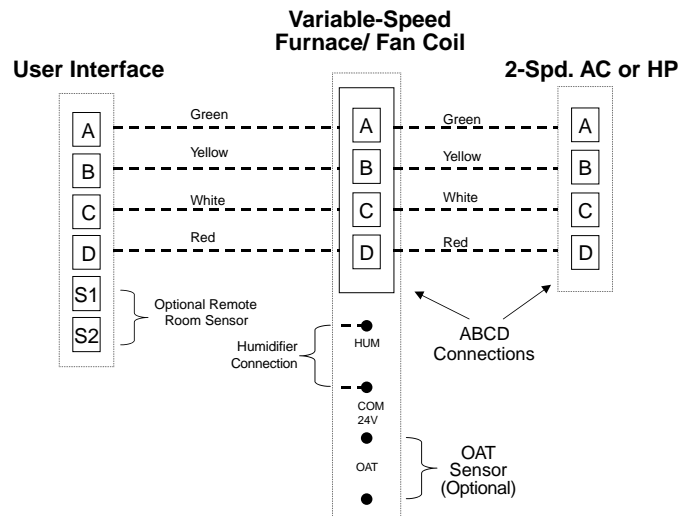 Variable-Speed
Furnace/ Fan Coil
User Interface
2-Spd. AC or HP
A
Green
A
Green
A
B
Yellow
B
Yellow
B
C
White
C
White
C
D
Red
D
Red
D
S1
S2
Optional Remote
Room Sensor
Humidifier
Connection
HUM
COM
24V
OAT
ABCD
Connections
OAT
Sensor
(Optional)